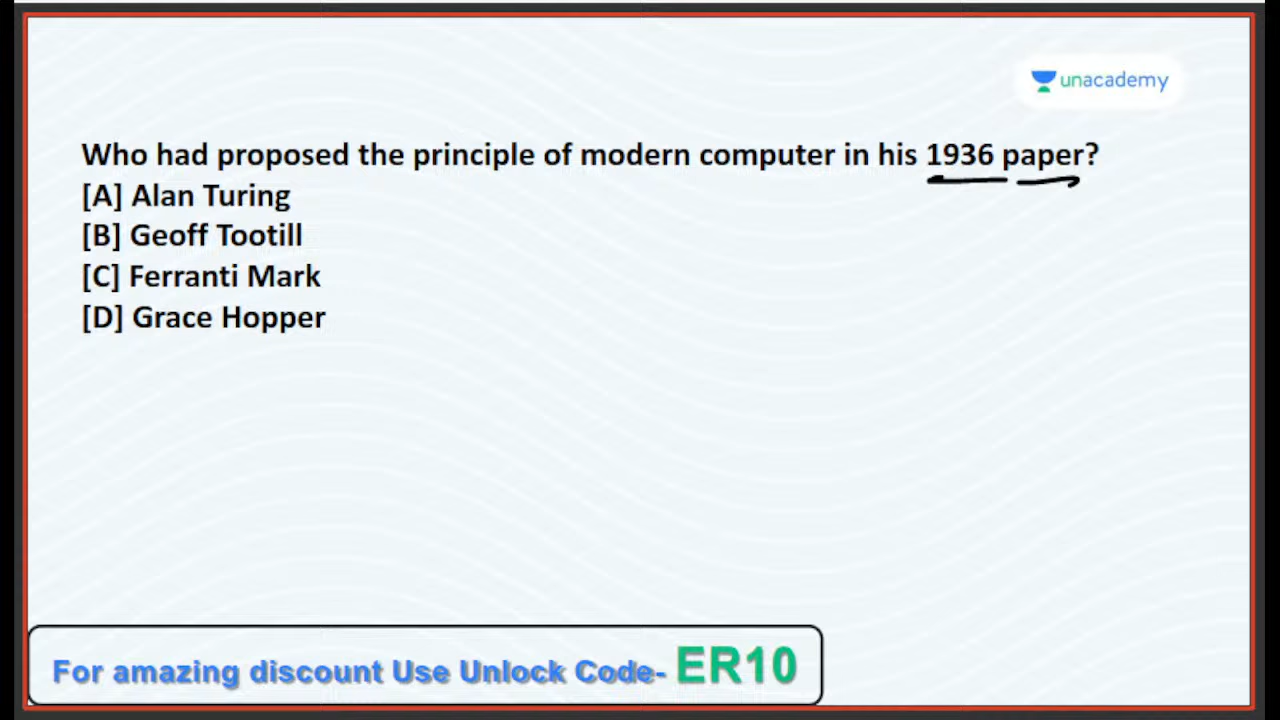 unacademy
Who had proposed the principle of modern computer in his 1936 paper?
[A] Alan Turing
[B] Geoff Tootill
[C] Ferranti Mark
[D] Grace Hopper
For amazing discount Use Unlock Code- ER10